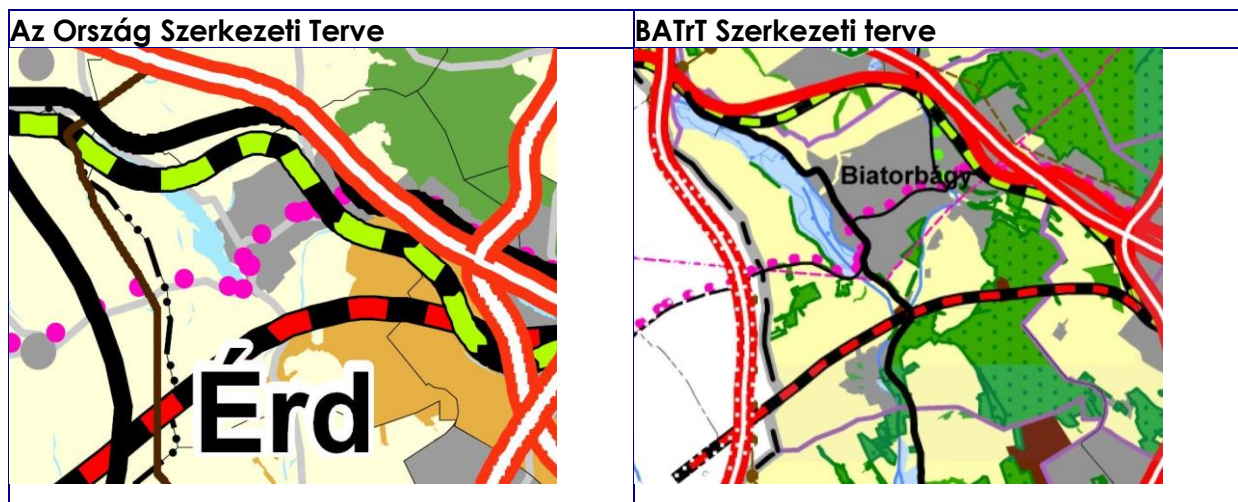 Az Ország Szerkezeti Terve
BATrT Szerkezeti terve
Érd
Biatorbágy